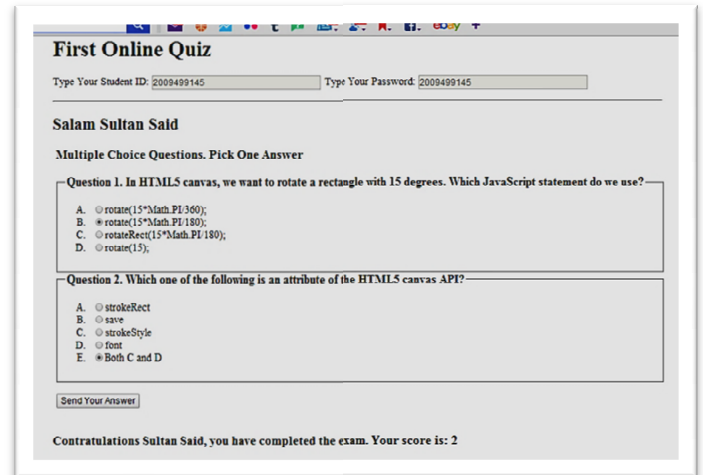 ebay +
First Online Quiz
Type Your Student ID: 2009499145 Type Your Password: 2009499145
Salam Sultan Said
Multiple Choice Questions. Pick One Answer
Question 1. In HTML5 canvas, we want to rotate a rectangle with 15 degrees. Which JavaScript statement do we use?
A. rotate(15*Math.PI/360);
B. rotate(15*Math.PI/180);
C. rotateRect(15*Math.PI/180);
D. rotate(15);
Question 2. Which one of the following is an attribute of the HTML5 canvas API?
A. strokeRect
B. save
C. strokeStyle
D. font
E. Both C and D
Send Your Answer
Contratulations Sultan Said, you have completed the exam. Your score is: 2